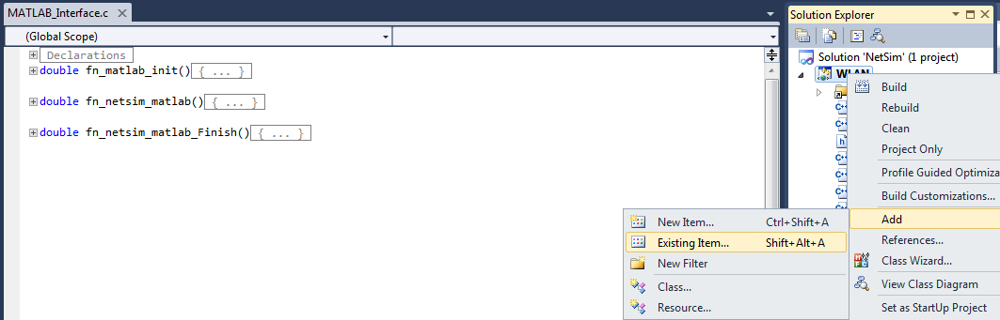 MATLAB_Interface.c
(Global Scope)
Declarations
double fn_matlab_init(){ ... }
double fn_netsim_matlab(){ ... }
double fn_netsim_matlab_Finish(){ ... }
Solution Explorer
Solution 'NetSim' (1 project)
WLAN
Build
Rebuild
Clean
Project Only
Profile Guided Optimiza
Build Customizations...
Add
References...
Class Wizard...
View Class Diagram
Set as StartUp Project
New Item... Ctrl+Shift+A
Existing Item... Shift+Alt+A
New Filter
Class...
Resource...